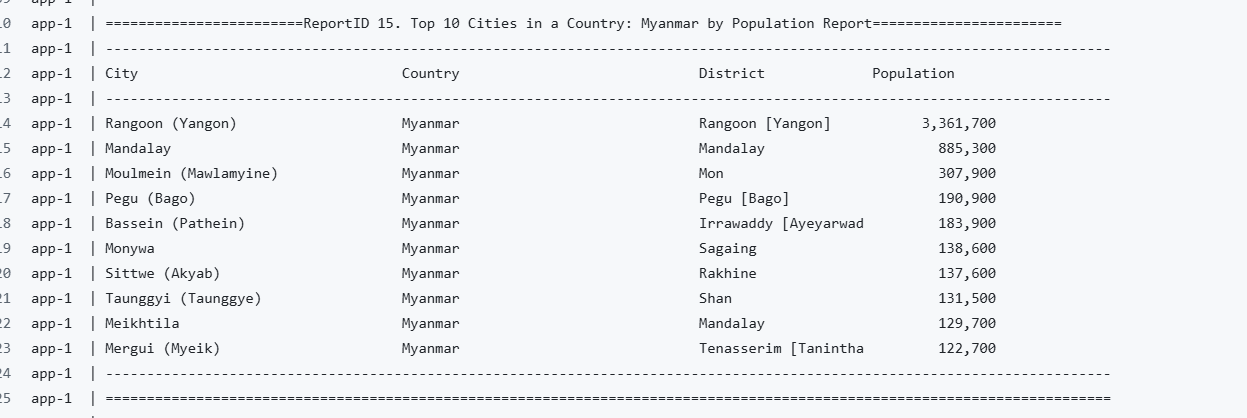 10 app-1 | ========================ReportID 15. Top 10 Cities in a Country: Myanmar by Population Report=======================
11 app-1 | --------------------------------------------------------------------------------------------------------------------------
12 app-1 | City Country District Population
13 app-1 | --------------------------------------------------------------------------------------------------------------------------
14 app-1 | Rangoon (Yangon) Myanmar Rangoon [Yangon] 3,361,700
15 app-1 | Mandalay Myanmar Mandalay 885,300
16 app-1 | Moulmein (Mawlamyine) Myanmar Mon 307,900
17 app-1 | Pegu (Bago) Myanmar Pegu [Bago] 190,900
18 app-1 | Bassein (Pathein) Myanmar Irrawaddy [Ayeyarwad 183,900
19 app-1 | Monywa Myanmar Sagaing 138,600
20 app-1 | Sittwe (Akyab) Myanmar Rakhine 137,600
21 app-1 | Taunggyi (Taunggye) Myanmar Shan 131,500
22 app-1 | Meikhtila Myanmar Mandalay 129,700
23 app-1 | Mergui (Myeik) Myanmar Tenasserim [Tanintha 122,700
24 app-1 | --------------------------------------------------------------------------------------------------------------------------
25 app-1 | ==========================================================================================================================